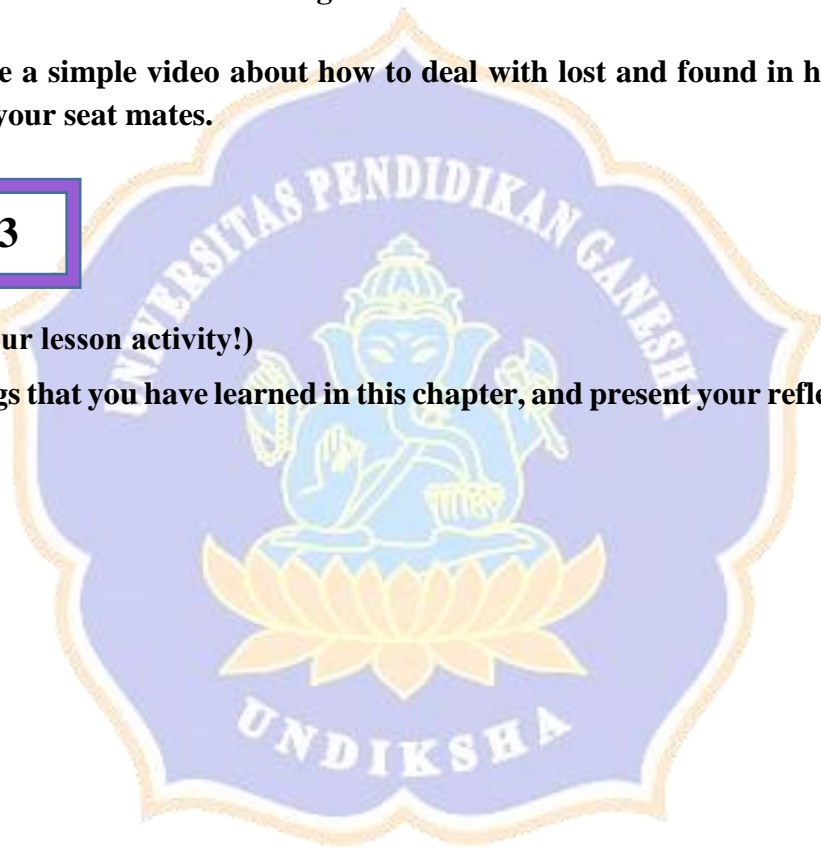 e a simple video about how to deal with lost and found in h
your seat mates.
3
ur lesson activity!)
gs that you have learned in this chapter, and present your refle
UNIVERSITAS PENDIDIKAN GANESHA
UNDIKSHA